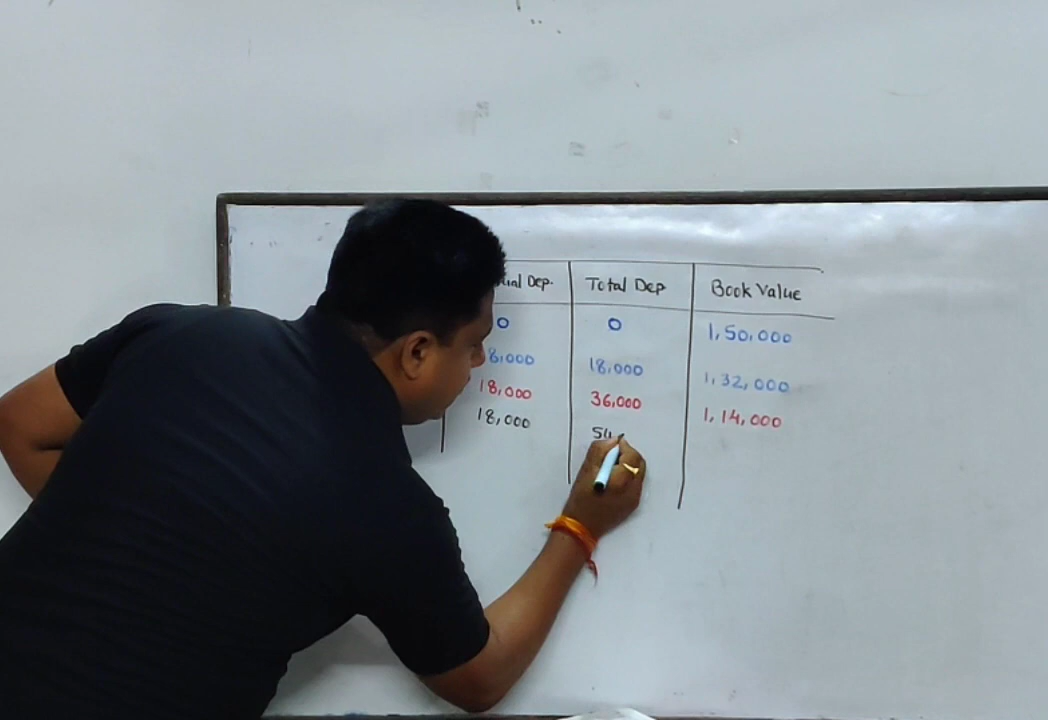 Dep. Total Dep Book Value
0 0 1,50,000
8,000 18,000 1,32,000
18,000 36,000 1,14,000
18,000 54